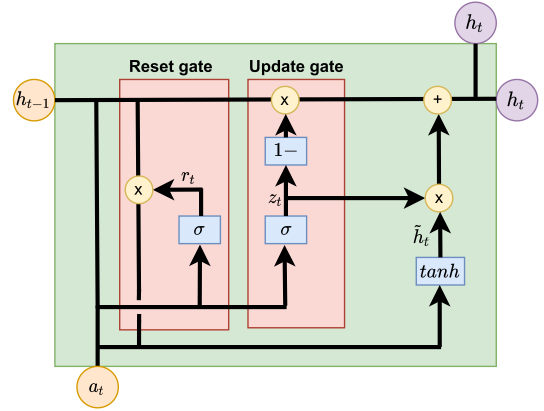 h_t
Reset gate Update gate
h_{t-1} x + h_t
1-
r_t
x z_t x
σ σ h̃_t
tanh
a_t